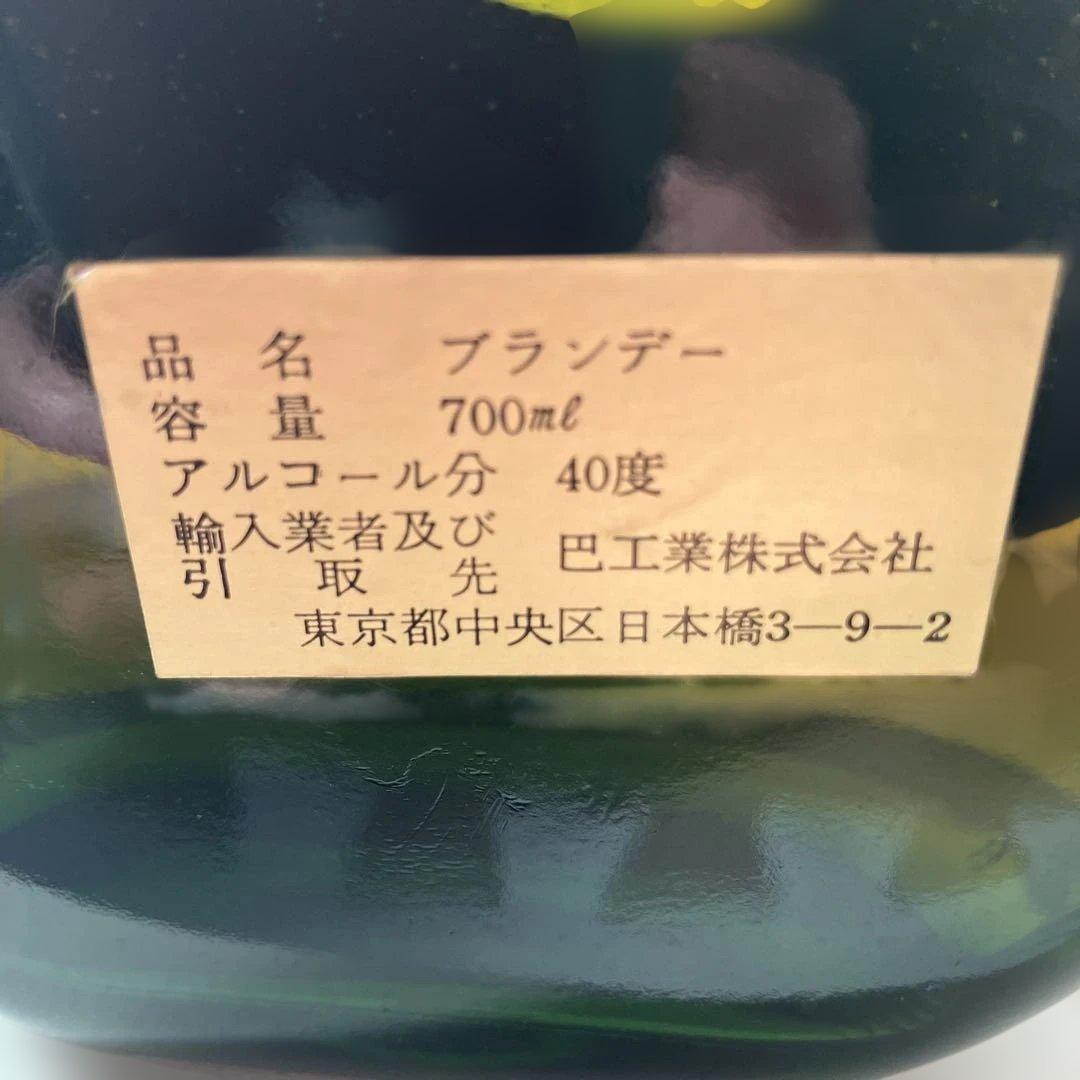 品名 ブランデー
容量 700ml
アルコール分 40度
輸入業者及び
引取先 巴工業株式会社
東京都中央区日本橋3―9―2